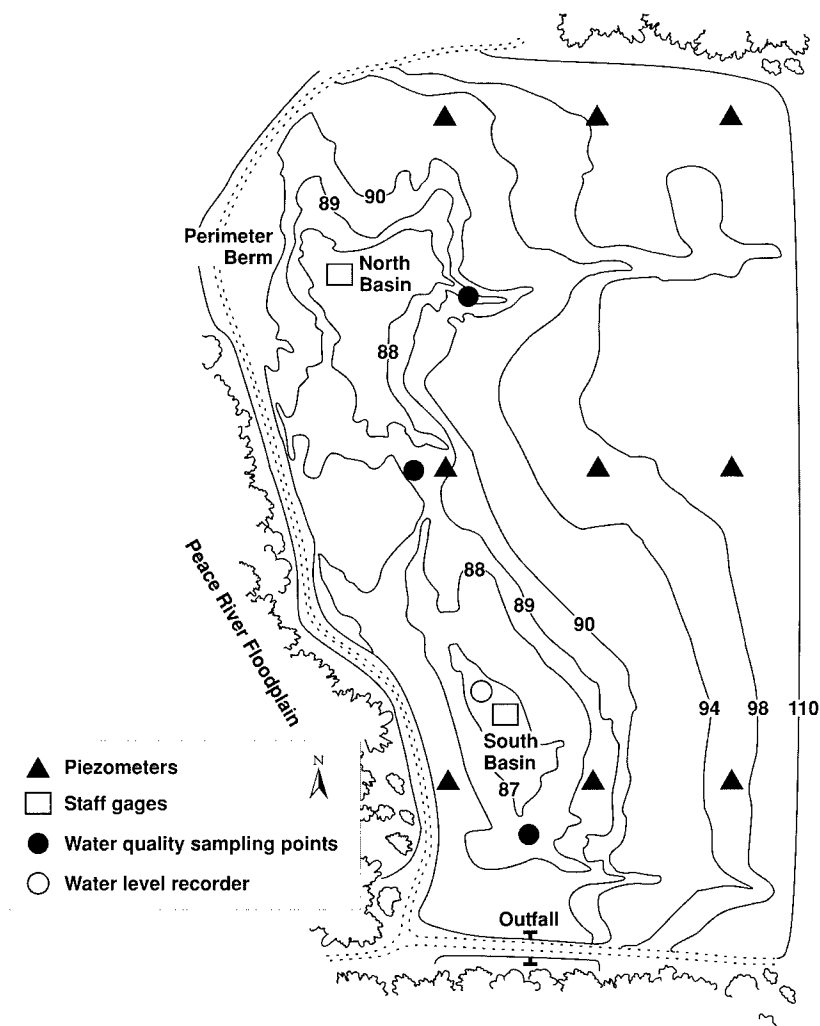 89
90
Perimeter
Berm
North
Basin
88
Peace River Floodplain
88
89
90
94
98
110
South
Basin
87
N
Piezometers
Staff gages
Water quality sampling points
Water level recorder
Outfall